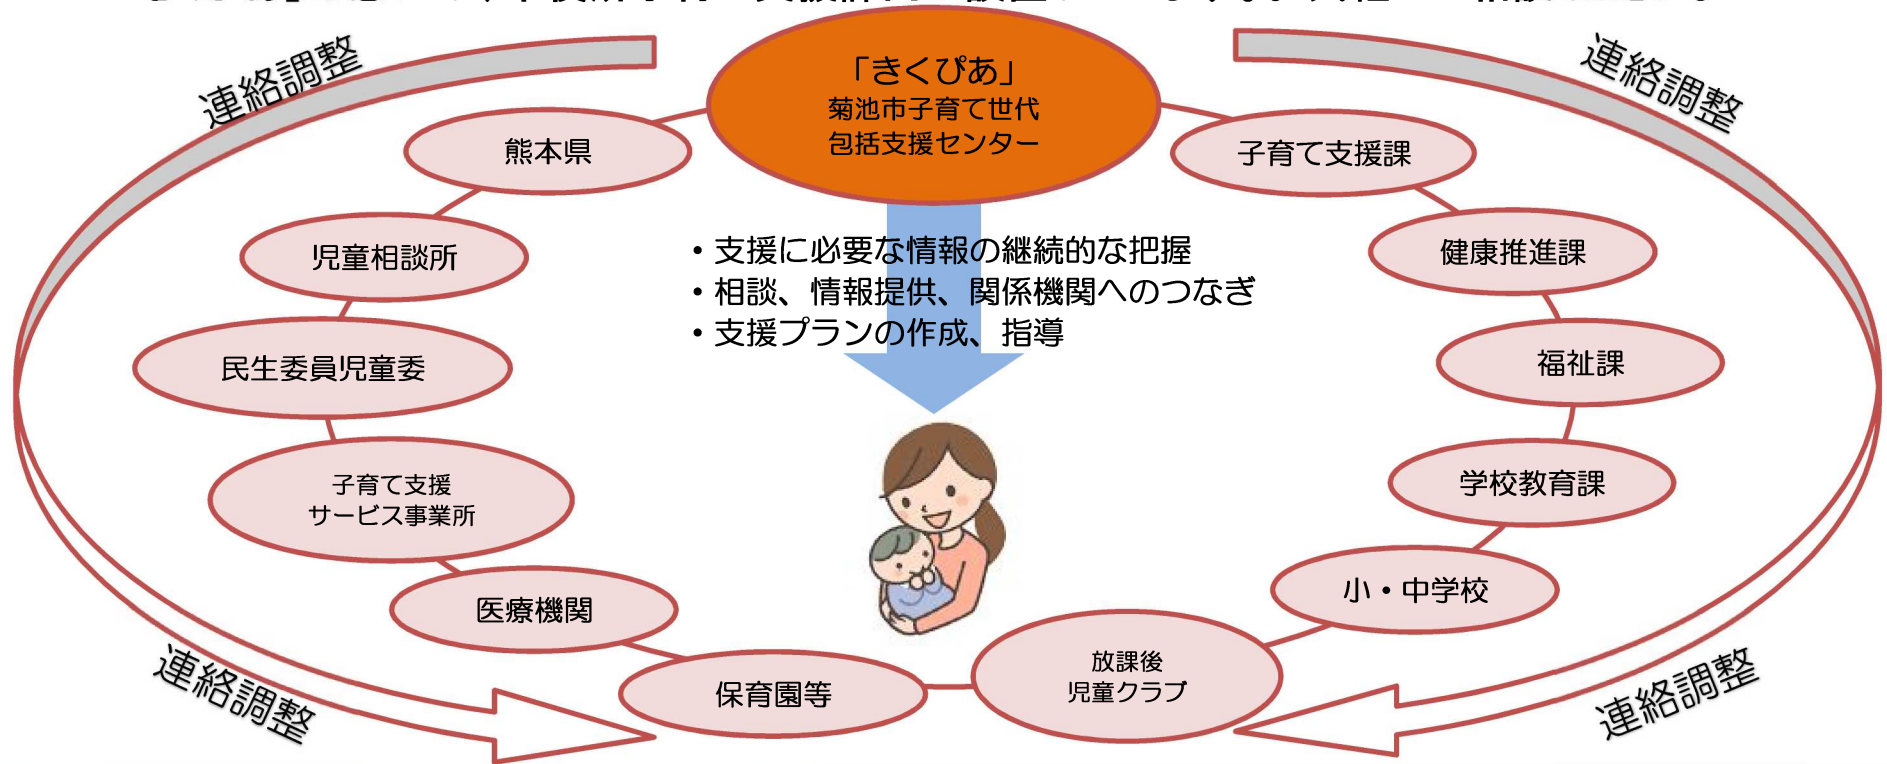 連絡調整
連絡調整
「きくぴあ」
菊池市子育て世代
包括支援センター
熊本県
子育て支援課
児童相談所
健康推進課
・支援に必要な情報の継続的な把握
・相談、情報提供、関係機関へのつなぎ
・支援プランの作成、指導
民生委員児童委
福祉課
子育て支援
サービス事業所
学校教育課
医療機関
小・中学校
保育園等
放課後
児童クラブ
連絡調整
連絡調整